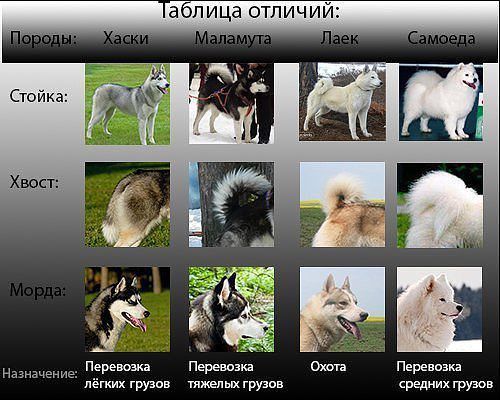 Таблица отличий:
Породы: Хаски Маламута Лаек Самоеда
Стойка:
Хвост:
Морда:
Назначение: Перевозка лёгких грузов Перевозка тяжелых грузов Охота Перевозка средних грузов